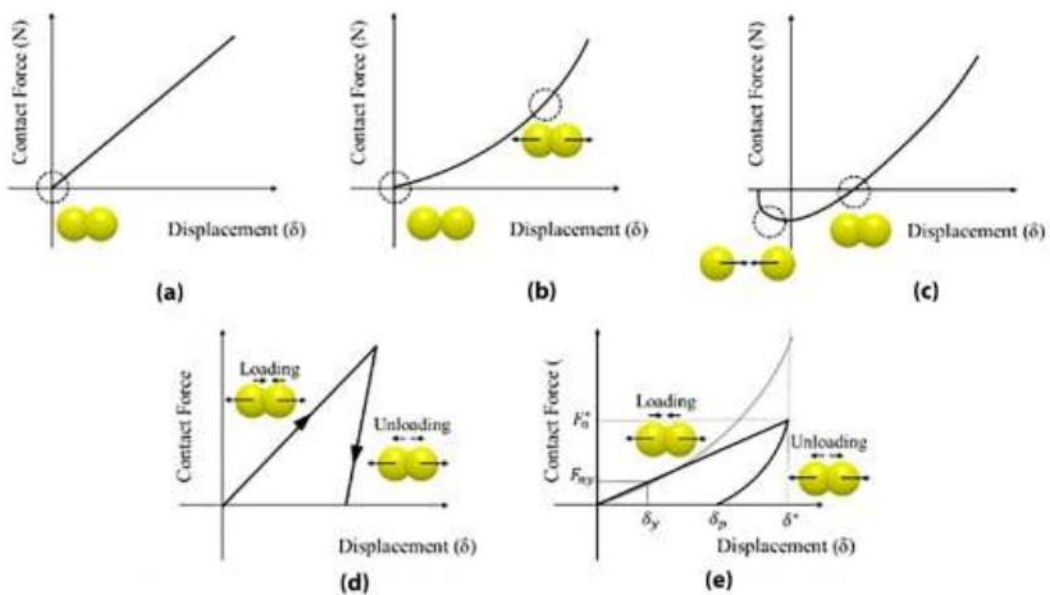 Contact Force (N)
Displacement (δ)
(a)
Contact Force (N)
Displacement (δ)
(b)
Contact Force (N)
Displacement (δ)
(c)
Contact Force
Loading
Unloading
Displacement (δ)
(d)
Contact Force (
Loading
Unloading
F*n
Fny
δy
δp
δ*
Displacement (δ)
(e)